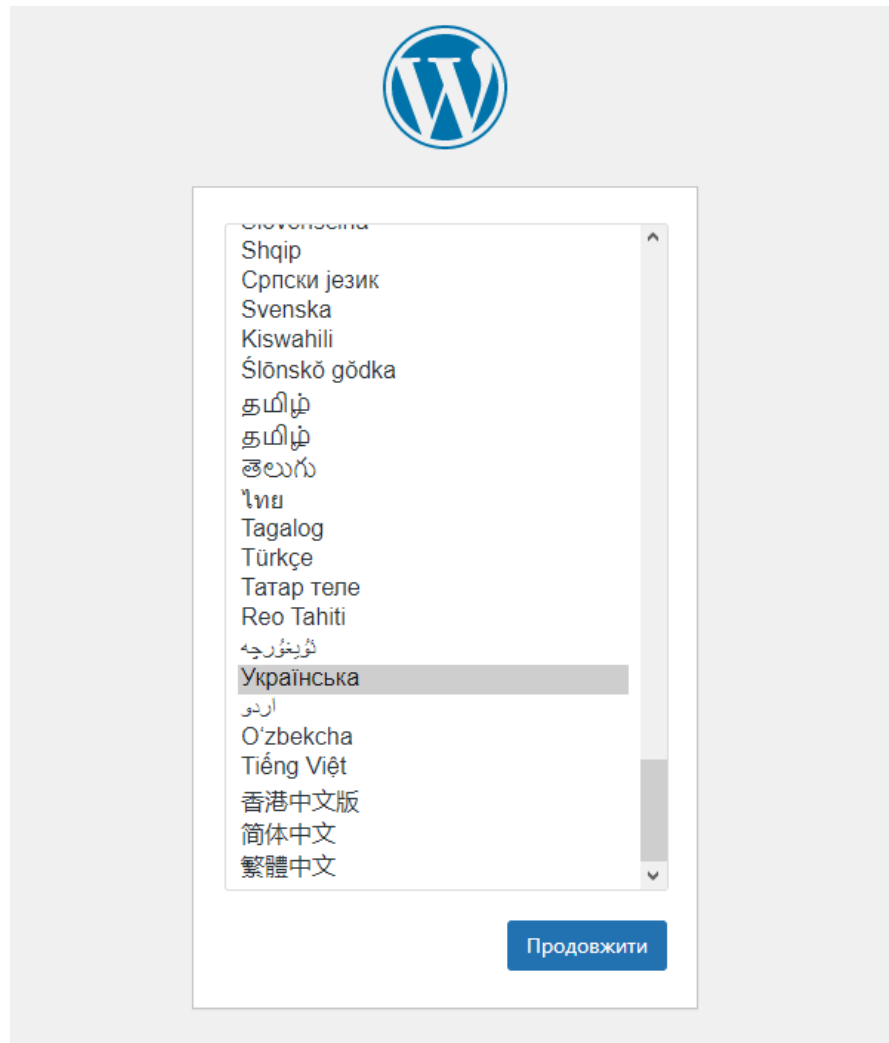 Shqip
Српски језик
Svenska
Kiswahili
Ślōnskŏ gŏdka
தமிழ்
தமிழ்
తెలుగు
ไทย
Tagalog
Türkçe
Татар теле
Reo Tahiti
ئۇيغۇرچە
Українська
اردو
O‘zbekcha
Tiếng Việt
香港中文版
简体中文
繁體中文
Продовжити